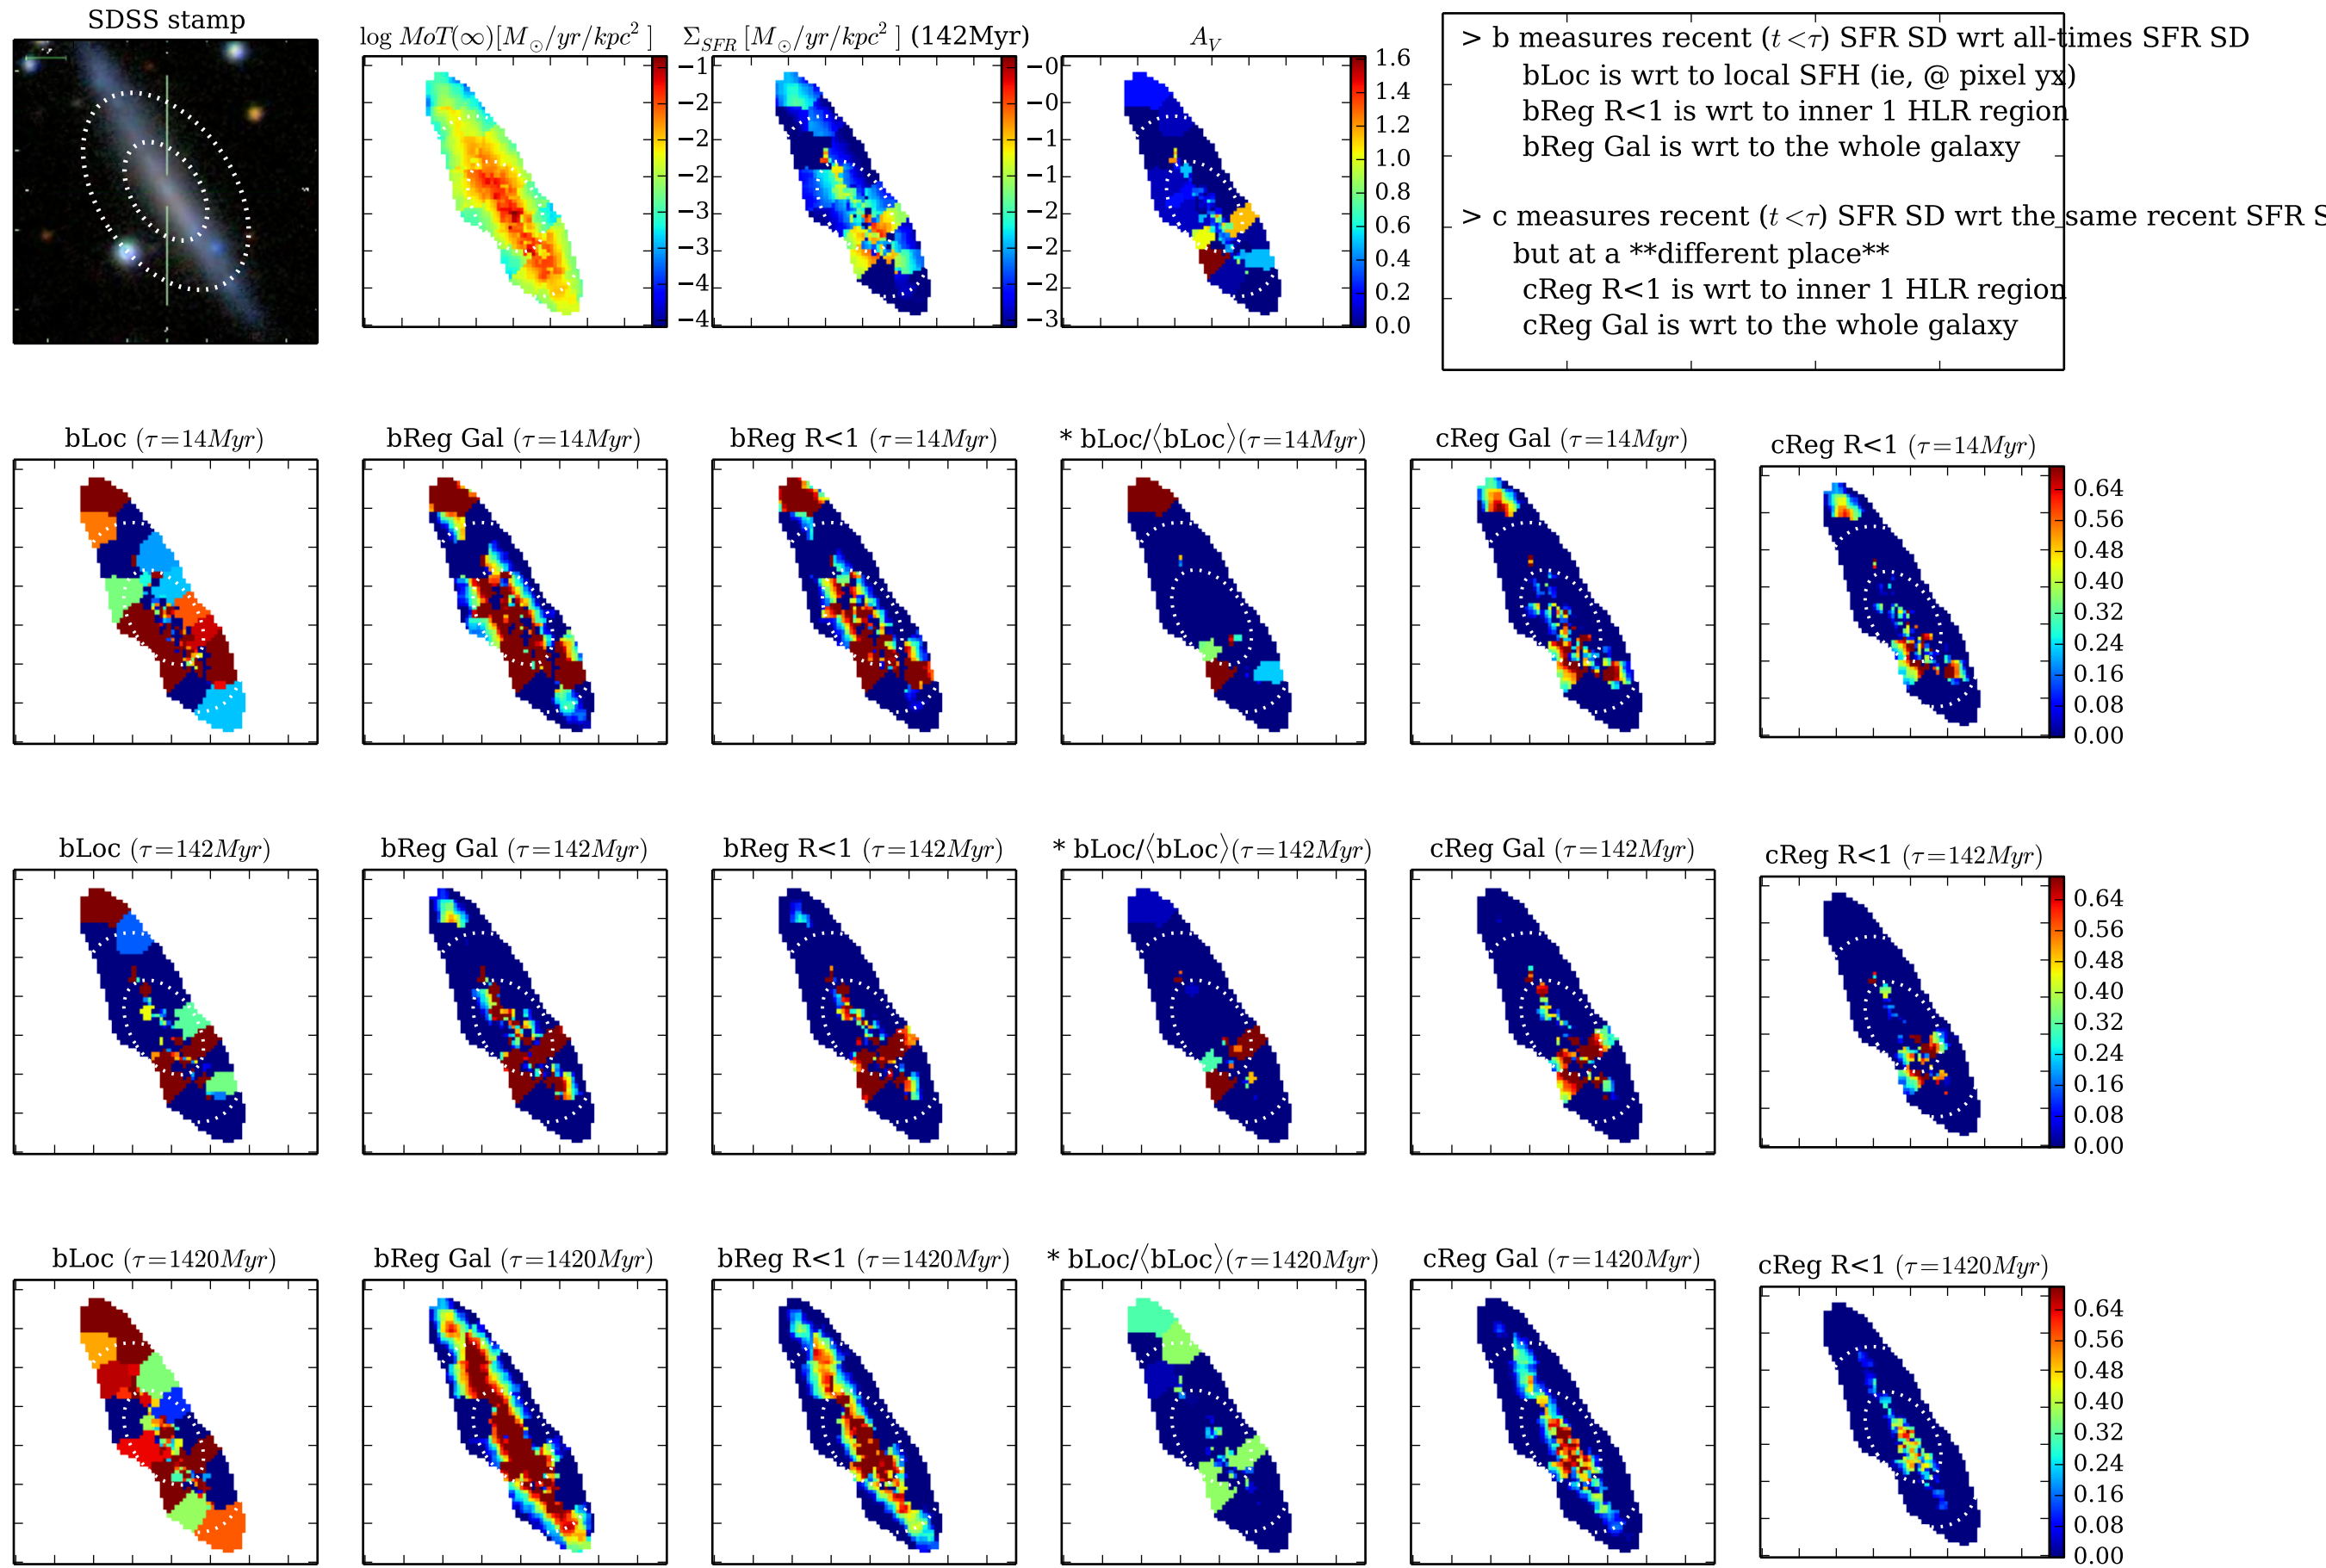 SDSS stamp
log MoT(∞)[M⊙/yr/kpc² ]
Σ_SFR [M⊙/yr/kpc² ] (142Myr)
A_V
−1
−2
−2
−2
−3
−3
−4
−4
−0
−0
−1
−1
−2
−2
−2
−3
1.6
1.4
1.2
1.0
0.8
0.6
0.4
0.2
0.0
> b measures recent (t <τ) SFR SD wrt all-times SFR SD
bLoc is wrt to local SFH (ie, @ pixel yx)
bReg R<1 is wrt to inner 1 HLR region
bReg Gal is wrt to the whole galaxy
> c measures recent (t <τ) SFR SD wrt the same recent SFR S
but at a **different place**
cReg R<1 is wrt to inner 1 HLR region
cReg Gal is wrt to the whole galaxy
bLoc (τ=14Myr)
bReg Gal (τ=14Myr)
bReg R<1 (τ=14Myr)
* bLoc/⟨bLoc⟩(τ=14Myr)
cReg Gal (τ=14Myr)
cReg R<1 (τ=14Myr)
0.64
0.56
0.48
0.40
0.32
0.24
0.16
0.08
0.00
bLoc (τ=142Myr)
bReg Gal (τ=142Myr)
bReg R<1 (τ=142Myr)
* bLoc/⟨bLoc⟩(τ=142Myr)
cReg Gal (τ=142Myr)
cReg R<1 (τ=142Myr)
0.64
0.56
0.48
0.40
0.32
0.24
0.16
0.08
0.00
bLoc (τ=1420Myr)
bReg Gal (τ=1420Myr)
bReg R<1 (τ=1420Myr)
* bLoc/⟨bLoc⟩(τ=1420Myr)
cReg Gal (τ=1420Myr)
cReg R<1 (τ=1420Myr)
0.64
0.56
0.48
0.40
0.32
0.24
0.16
0.08
0.00